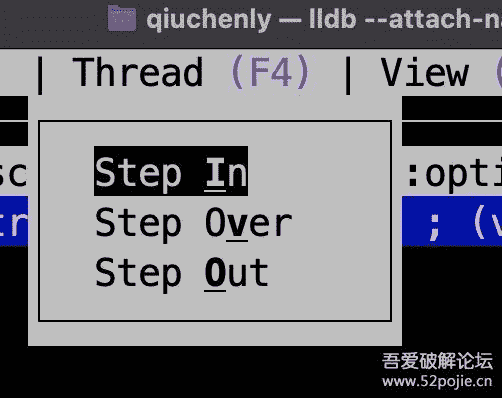 qiuchenly — lldb --attach-na
| Thread (F4) | View (
Step In
sc :opti
Step Over
tr ; (v
Step Out
吾爱破解论坛
www.52pojie.cn